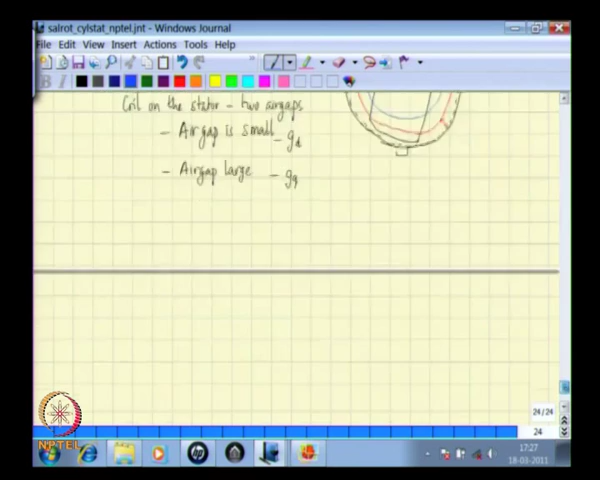 salrot_cylstat_nptel.jnt - Windows Journal
File Edit View Insert Actions Tools Help
B I
Coil on the stator - two airgaps
- Airgap is small - gd
- Airgap large - gq
24/24
24
NPTEL
17:27
18-03-2011